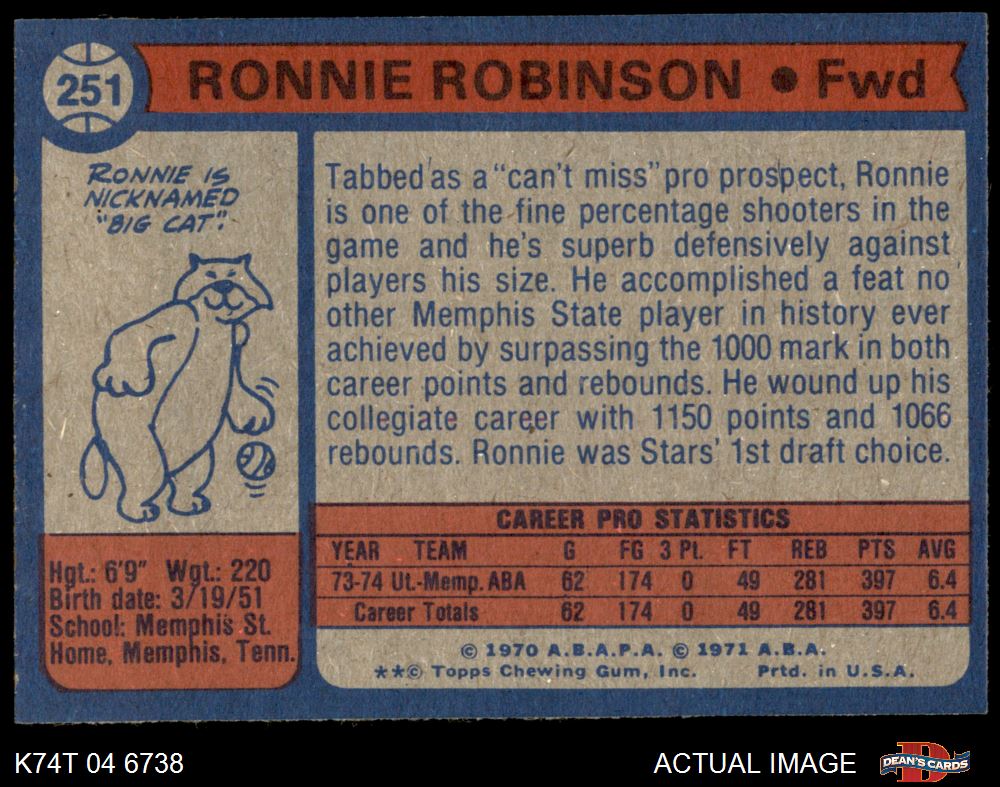 251
RONNIE ROBINSON • Fwd
RONNIE IS
NICKNAMED
"BIG CAT".
Tabbed as a "can't miss" pro prospect, Ronnie
is one of the fine percentage shooters in the
game and he's superb defensively against
players his size. He accomplished a feat no
other Memphis State player in history ever
achieved by surpassing the 1000 mark in both
career points and rebounds. He wound up his
collegiate career with 1150 points and 1066
rebounds. Ronnie was Stars' 1st draft choice.
Hgt.: 6'9" Wgt.: 220
Birth date: 3/19/51
School: Memphis St.
Home, Memphis, Tenn.
CAREER PRO STATISTICS
YEAR TEAM G FG 3 Pt. FT REB PTS AVG
73-74 Ut.-Memp. ABA 62 174 0 49 281 397 6.4
Career Totals 62 174 0 49 281 397 6.4
© 1970 A.B.A.P.A. © 1971 A.B.A.
**© Topps Chewing Gum, Inc. Prtd. in U.S.A.
K74T 04 6738
ACTUAL IMAGE
D
DEAN'S CARDS